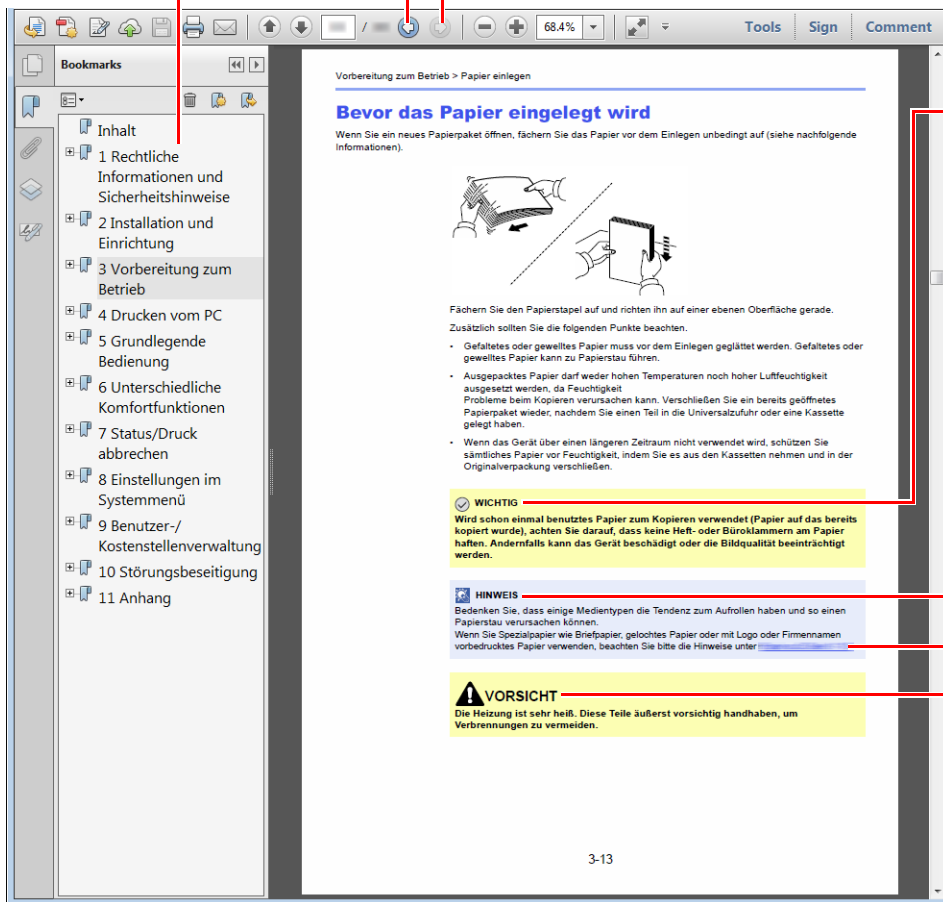 68.4%
Tools
Sign
Comment
Bookmarks
Inhalt
1 Rechtliche
Informationen und
Sicherheitshinweise
2 Installation und
Einrichtung
3 Vorbereitung zum
Betrieb
4 Drucken vom PC
5 Grundlegende
Bedienung
6 Unterschiedliche
Komfortfunktionen
7 Status/Druck
abbrechen
8 Einstellungen im
Systemmenü
9 Benutzer-/
Kostenstellenverwaltung
10 Störungsbeseitigung
11 Anhang
Vorbereitung zum Betrieb > Papier einlegen
Bevor das Papier eingelegt wird
Wenn Sie ein neues Papierpaket öffnen, fächern Sie das Papier vor dem Einlegen unbedingt auf (siehe nachfolgende
Informationen).
Fächern Sie den Papierstapel auf und richten ihn auf einer ebenen Oberfläche gerade.
Zusätzlich sollten Sie die folgenden Punkte beachten.
• Gefaltetes oder gewelltes Papier muss vor dem Einlegen geglättet werden. Gefaltetes oder
gewelltes Papier kann zu Papierstau führen.
• Ausgepacktes Papier darf weder hohen Temperaturen noch hoher Luftfeuchtigkeit
ausgesetzt werden, da Feuchtigkeit
Probleme beim Kopieren verursachen kann. Verschließen Sie ein bereits geöffnetes
Papierpaket wieder, nachdem Sie einen Teil in die Universalzufuhr oder eine Kassette
gelegt haben.
• Wenn das Gerät über einen längeren Zeitraum nicht verwendet wird, schützen Sie
sämtliches Papier vor Feuchtigkeit, indem Sie es aus den Kassetten nehmen und in der
Originalverpackung verschließen.
WICHTIG
Wird schon einmal benutztes Papier zum Kopieren verwendet (Papier auf das bereits
kopiert wurde), achten Sie darauf, dass keine Heft- oder Büroklammern am Papier
haften. Andernfalls kann das Gerät beschädigt oder die Bildqualität beeinträchtigt
werden.
HINWEIS
Bedenken Sie, dass einige Medientypen die Tendenz zum Aufrollen haben und so einen
Papierstau verursachen können.
Wenn Sie Spezialpapier wie Briefpapier, gelochtes Papier oder mit Logo oder Firmennamen
vorbedrucktes Papier verwenden, beachten Sie bitte die Hinweise unter
VORSICHT
Die Heizung ist sehr heiß. Diese Teile äußerst vorsichtig handhaben, um
Verbrennungen zu vermeiden.
3-13